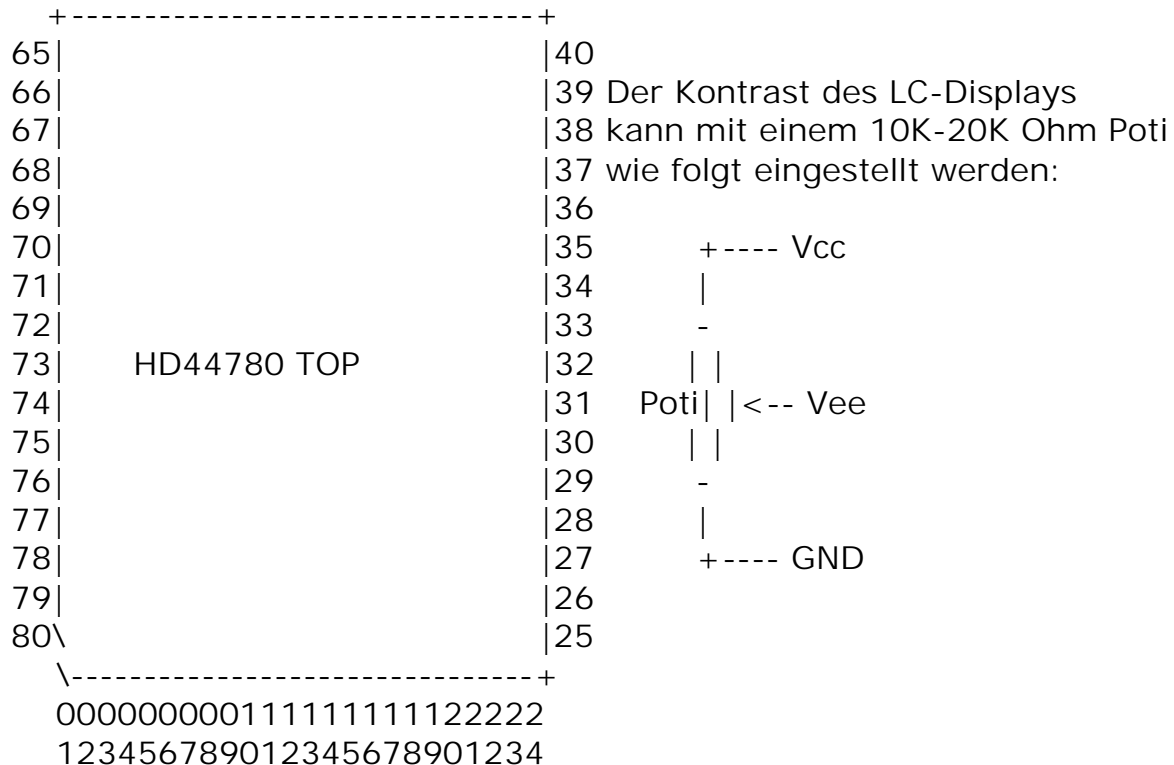 +-------------------------------+
65|                                |40
66|                                |39 Der Kontrast des LC-Displays
67|                                |38 kann mit einem 10K-20K Ohm Poti
68|                                |37 wie folgt eingestellt werden:
69|                                |36
70|                                |35       +---- Vcc
71|                                |34       |
72|                                |33       -
73|     HD44780 TOP                |32      | |
74|                                |31   Poti| |<-- Vee
75|                                |30      | |
76|                                |29       -
77|                                |28       |
78|                                |27       +---- GND
79|                                |26
80\                                |25
\-------------------------------+
000000000111111111122222
123456789012345678901234